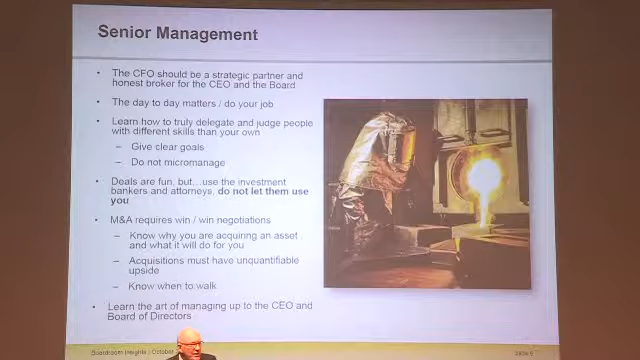 Senior Management
• The CFO should be a strategic partner and
honest broker for the CEO and the Board
• The day to day matters / do your job
• Learn how to truly delegate and judge people
with different skills than your own
– Give clear goals
– Do not micromanage
• Deals are fun, but...use the investment
bankers and attorneys, do not let them use
you
• M&A requires win / win negotiations
– Know why you are acquiring an asset
and what it will do for you
– Acquisitions must have unquantifiable
upside
– Know when to walk
• Learn the art of managing up to the CEO and
Board of Directors
Boardroom Insights / October
Slide 6